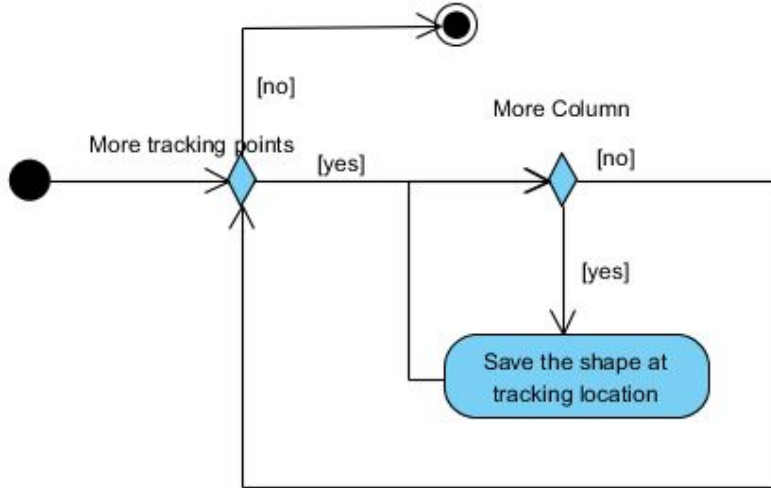 [no]
More Column
More tracking points
[yes]
[no]
[yes]
Save the shape at
tracking location